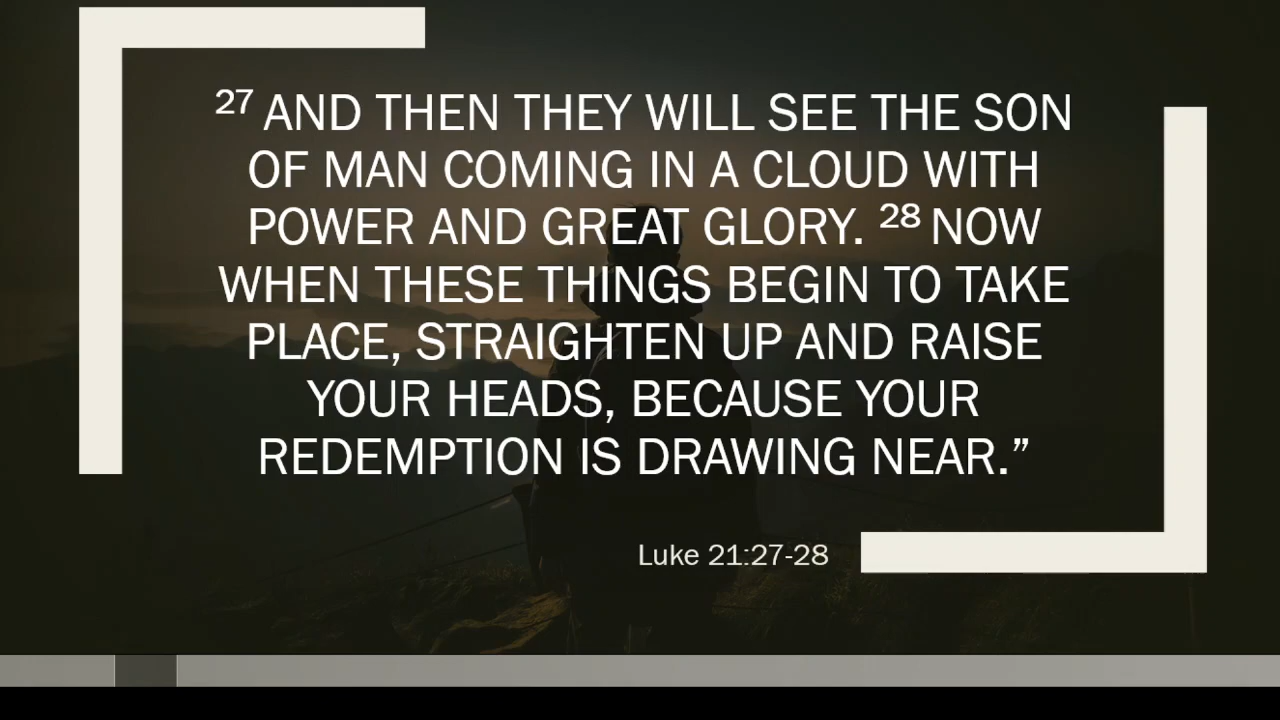 27 AND THEN THEY WILL SEE THE SON
OF MAN COMING IN A CLOUD WITH
POWER AND GREAT GLORY. 28 NOW
WHEN THESE THINGS BEGIN TO TAKE
PLACE, STRAIGHTEN UP AND RAISE
YOUR HEADS, BECAUSE YOUR
REDEMPTION IS DRAWING NEAR.”
Luke 21:27-28